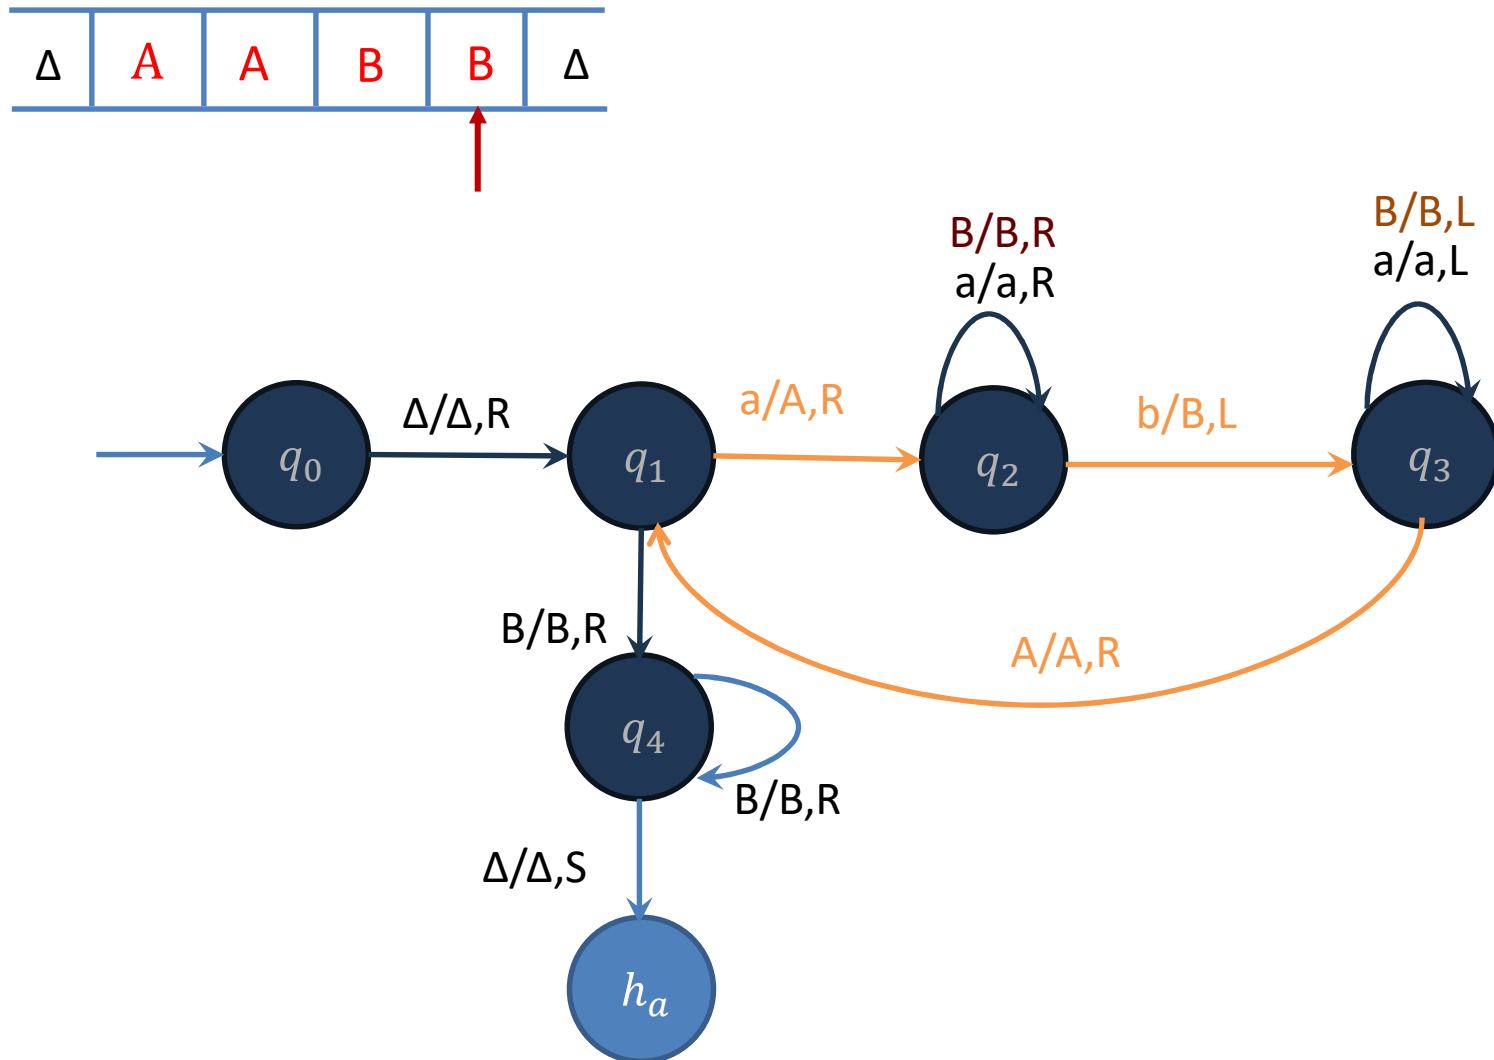 Δ A A B B Δ
B/B,L
B/B,R
a/a,L
a/a,R
a/A,R
Δ/Δ,R
b/B,L
q₀
q₁
q₂
q₃
B/B,R
A/A,R
q₄
B/B,R
Δ/Δ,S
hₐ